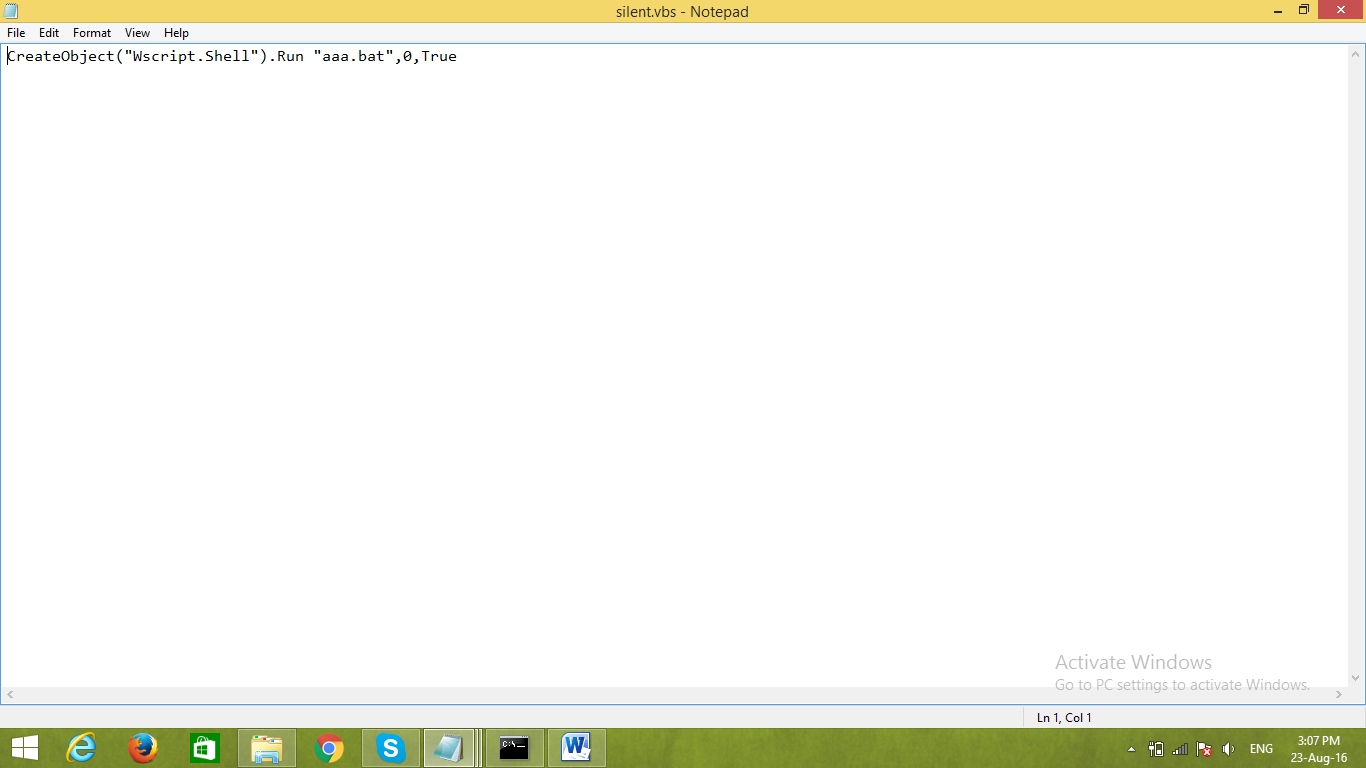 silent.vbs - Notepad
File Edit Format View Help
CreateObject("Wscript.Shell").Run "aaa.bat",0,True
Activate Windows
Go to PC settings to activate Windows.
Ln 1, Col 1
C:\_
ENG
3:07 PM
23-Aug-16